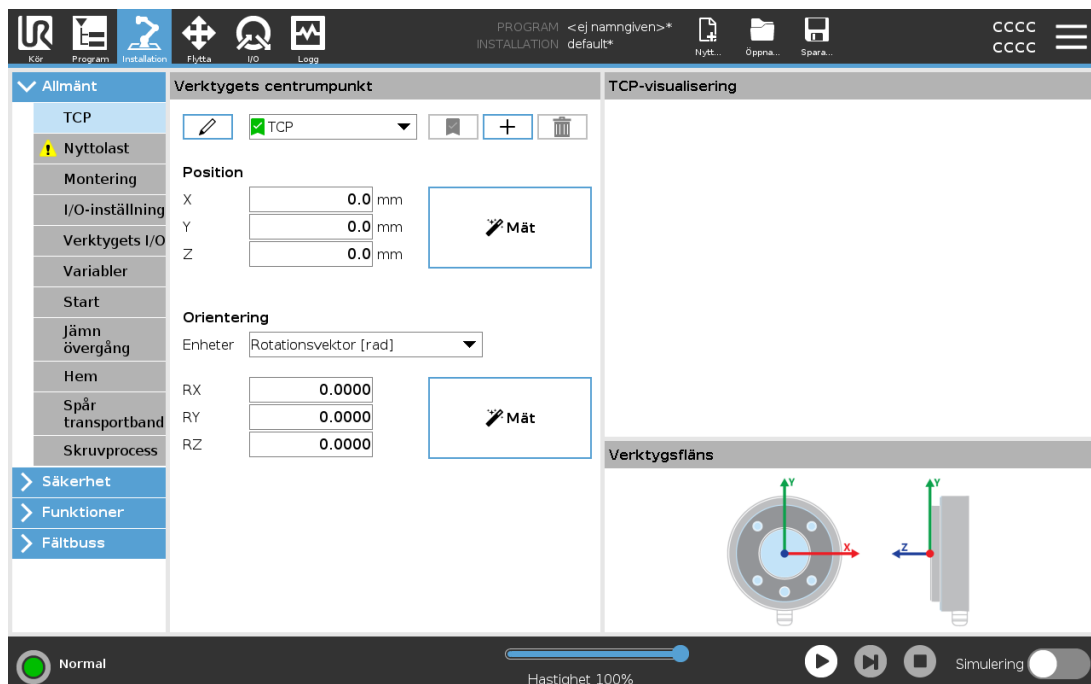 UR
PROGRAM <ej namngiven>*
INSTALLATION default*
CCCC
CCCC
Kör Program Installation Flytta I/O Logg Nytt... Öppna... Spara...
Allmänt
TCP
Nyttolast
Montering
I/O-inställning
Verktygets I/O
Variabler
Start
Jämn
övergång
Hem
Spår
transportband
Skruvprocess
Säkerhet
Funktioner
Fältbuss
Verktygets centrumpunkt
TCP
Position
X 0.0 mm
Y 0.0 mm
Z 0.0 mm
Mät
Orientering
Enheter Rotationsvektor [rad]
RX 0.0000
RY 0.0000
RZ 0.0000
Mät
TCP-visualisering
Verktygsfläns
Y
X
Y
Z
Normal
Hastighet 100%
Simulering